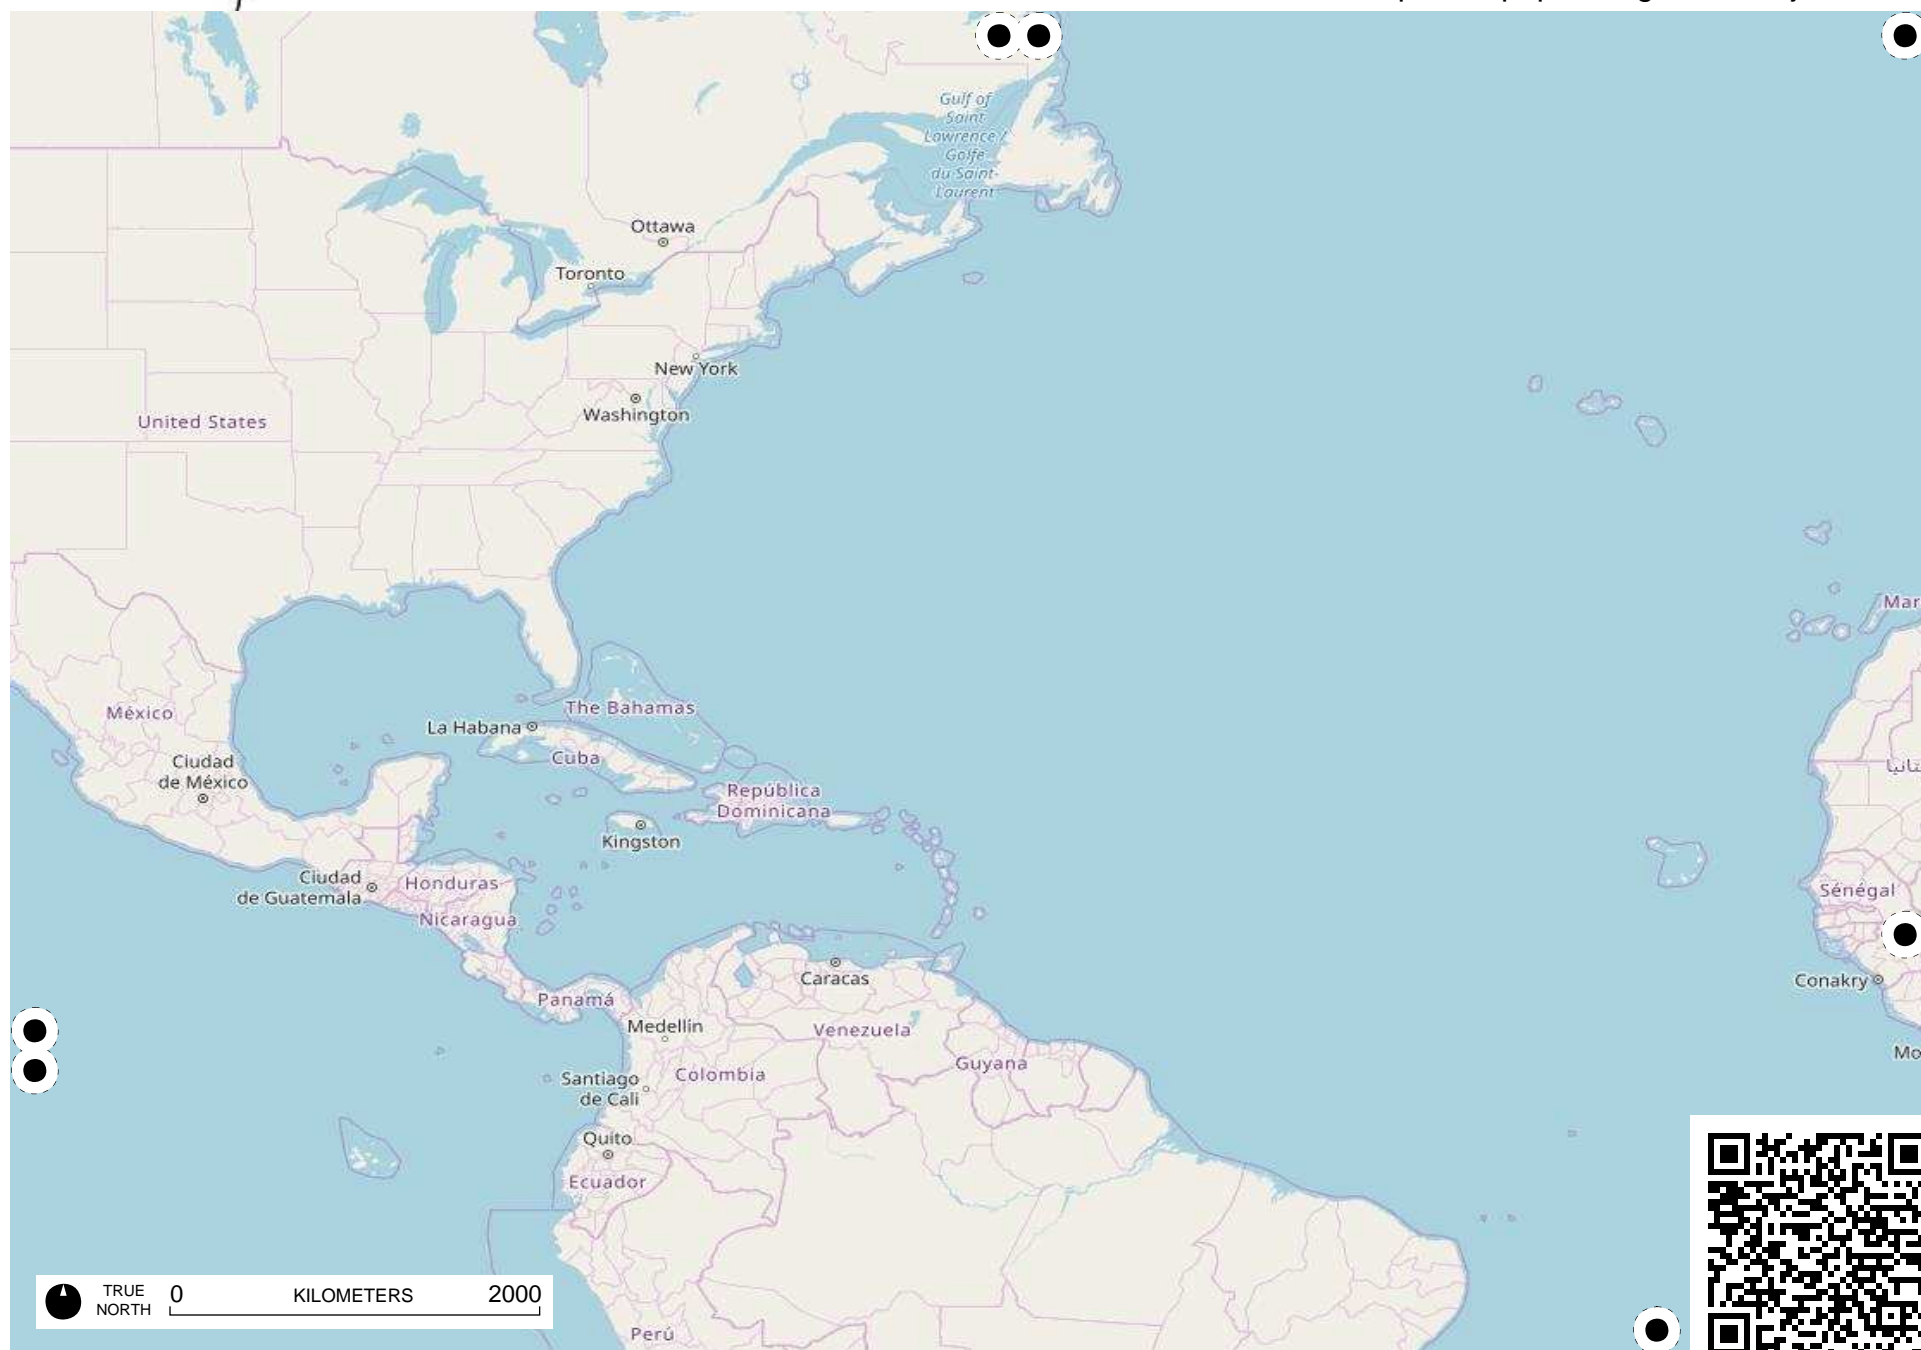 Gulf of
Saint
Lawrence /
Golfe
du Saint-
Laurent
Ottawa
Toronto
New York
Washington
United States
The Bahamas
México
La Habana
Cuba
Ciudad
de México
República
Dominicana
Kingston
Ciudad
de Guatemala
Honduras
Nicaragua
Sénégal
Caracas
Conakry
Panamá
Medellín
Venezuela
Guyana
Colombia
Santiago
de Cali
Quito
Ecuador
Perú
TRUE
NORTH
0
KILOMETERS
2000
Mar
Mo